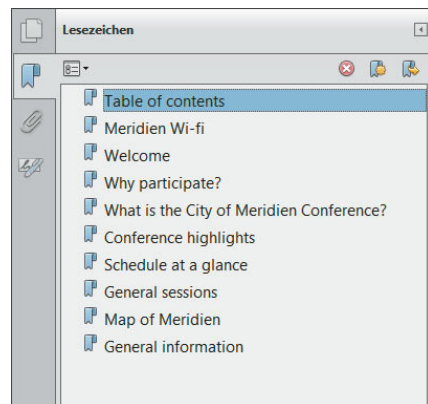 Lesezeichen
Table of contents
Meridien Wi-fi
Welcome
Why participate?
What is the City of Meridien Conference?
Conference highlights
Schedule at a glance
General sessions
Map of Meridien
General information